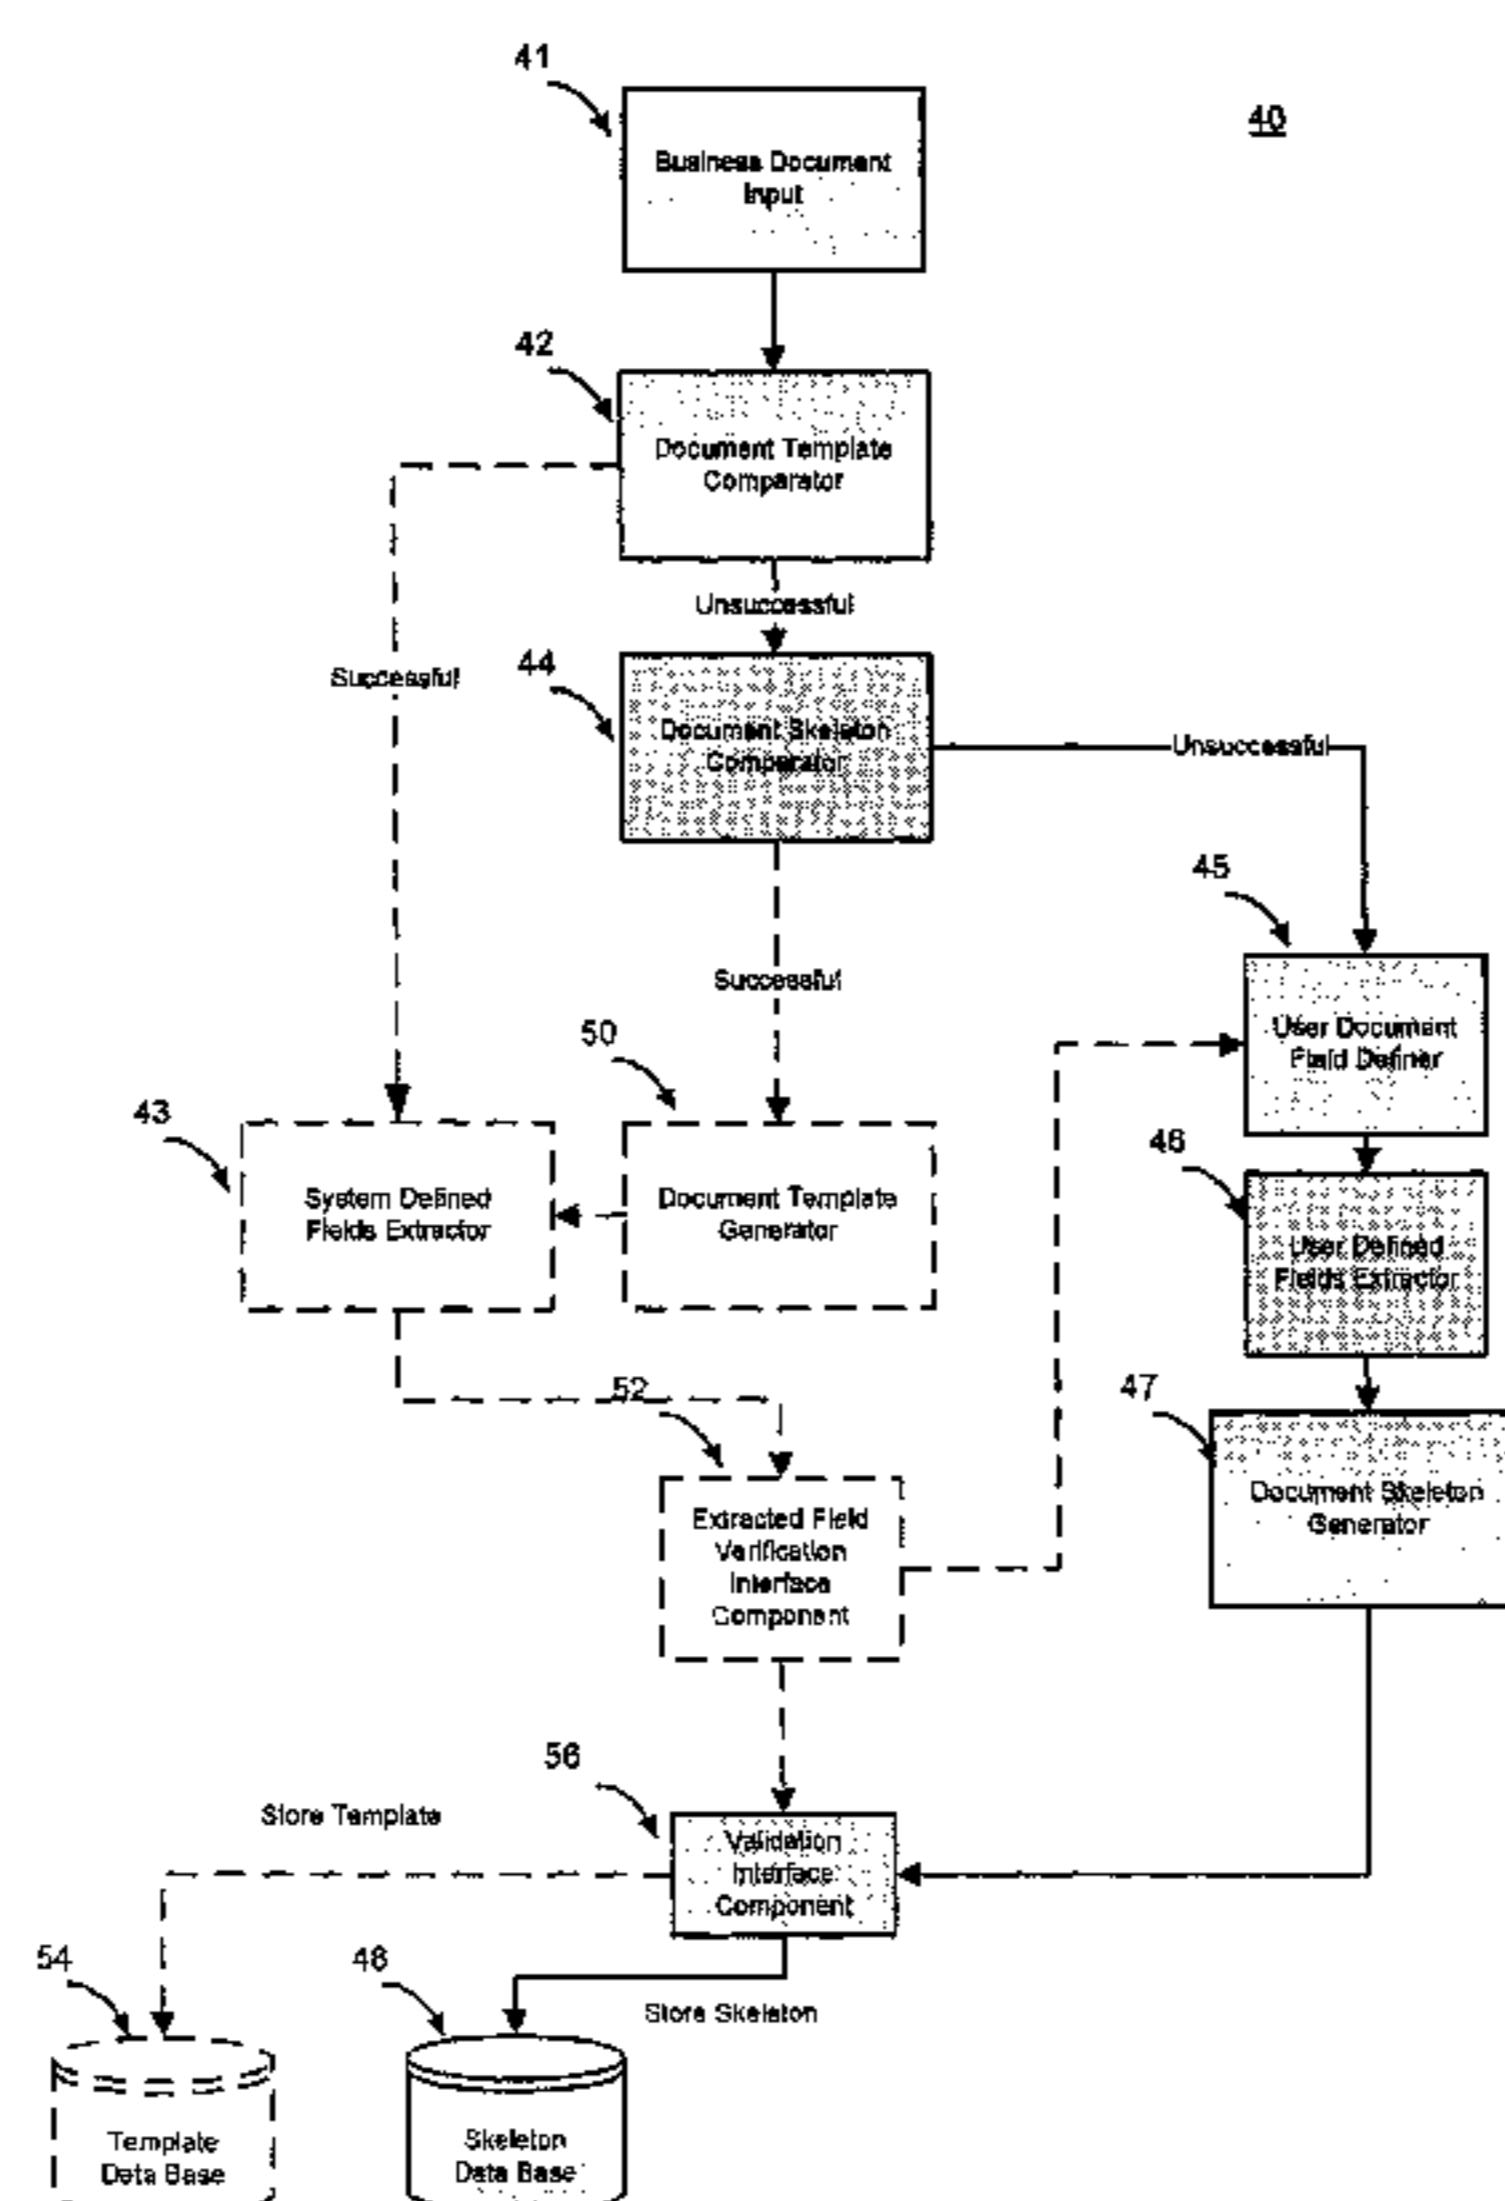 41
40
Business Document
Input
42
Document Template
Comparator
Unsuccessful
Successful
44
Document Skeleton
Comparator
Unsuccessful
45
Successful
User Document
Field Definer
50
43
46
System Defined
Fields Extractor
Document Template
Generator
User Defined
Fields Extractor
52
47
Extracted Field
Verification
Interface
Component
Document Skeleton
Generator
56
Store Template
Validation
Interface
Component
54
48
Store Skeleton
Template
Data Base
Skeleton
Data Base